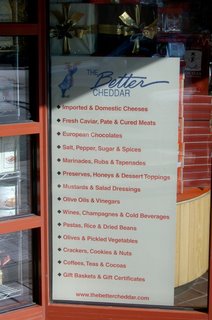 THE
Better
CHEDDAR
Imported & Domestic Cheeses
Fresh Caviar, Pate & Cured Meats
European Chocolates
Salt, Pepper, Sugar & Spices
Marinades, Rubs & Tapenades
Preserves, Honeys & Dessert Toppings
Mustards & Salad Dressings
Olive Oils & Vinegars
Wines, Champagnes & Cold Beverages
Pastas, Rice & Dried Beans
Olives & Pickled Vegetables
Crackers, Cookies & Nuts
Coffees, Teas & Cocoas
Gift Baskets & Gift Certificates
www.thebettercheddar.com